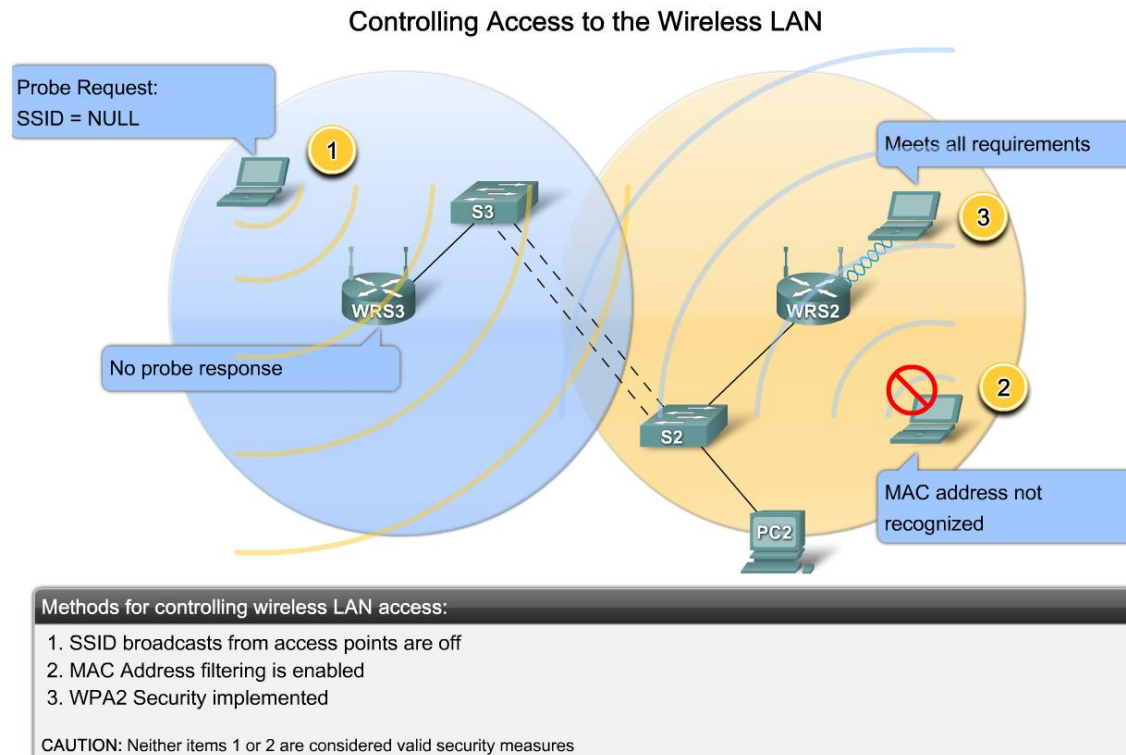 Controlling Access to the Wireless LAN
Probe Request:
SSID = NULL
1
S3
WRS3
No probe response
Meets all requirements
3
WRS2
2
S2
MAC address not
recognized
PC2
Methods for controlling wireless LAN access:
1. SSID broadcasts from access points are off
2. MAC Address filtering is enabled
3. WPA2 Security implemented
CAUTION: Neither items 1 or 2 are considered valid security measures